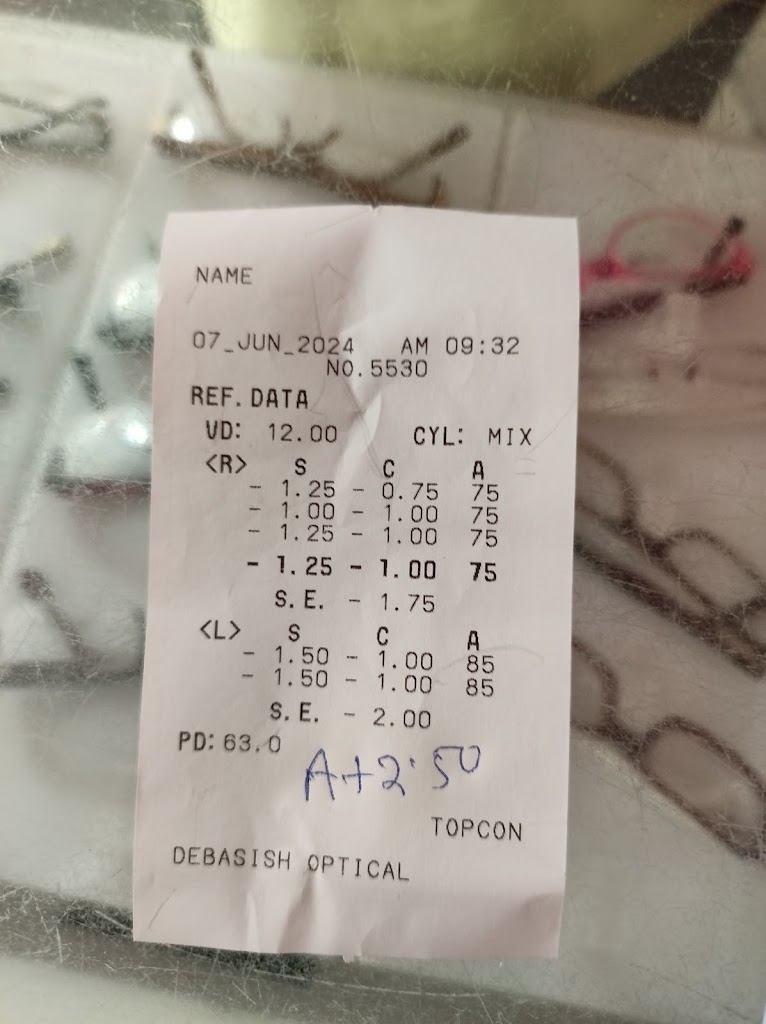 NAME
07_JUN_2024 AM 09:32
NO.5530
REF.DATA
VD: 12.00 CYL: MIX
<R> S C A
- 1.25 - 0.75 75
- 1.00 - 1.00 75
- 1.25 - 1.00 75
- 1.25 - 1.00 75
S.E. - 1.75
<L> S C A
- 1.50 - 1.00 85
- 1.50 - 1.00 85
S.E. - 2.00
PD: 63.0
A+2.50
TOPCON
DEBASISH OPTICAL